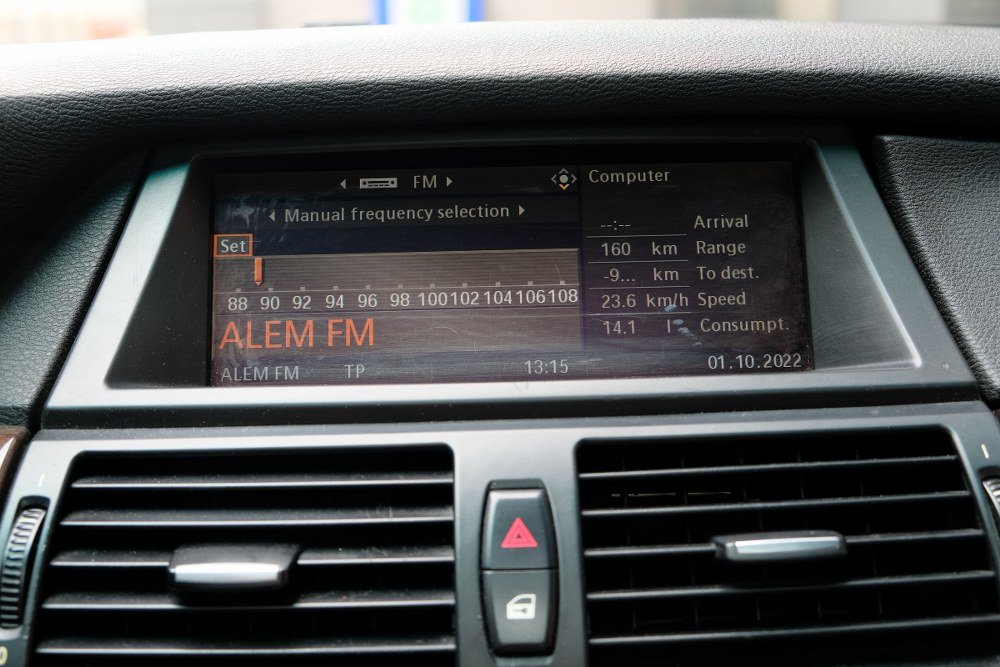 FM
Manual frequency selection
Set
88 90 92 94 96 98 100 102 104 106 108
ALEM FM
ALEM FM TP 13:15
Computer
--:-- Arrival
160 km Range
-9... km To dest.
23.6 km/h Speed
14.1 Consumpt.
01.10.2022